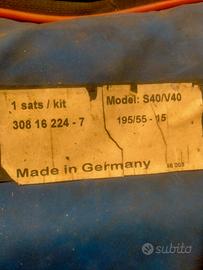 1 sats / kit
Model: S40/V40
308 16 224 - 7
195/55 - 15
Made in Germany
subito